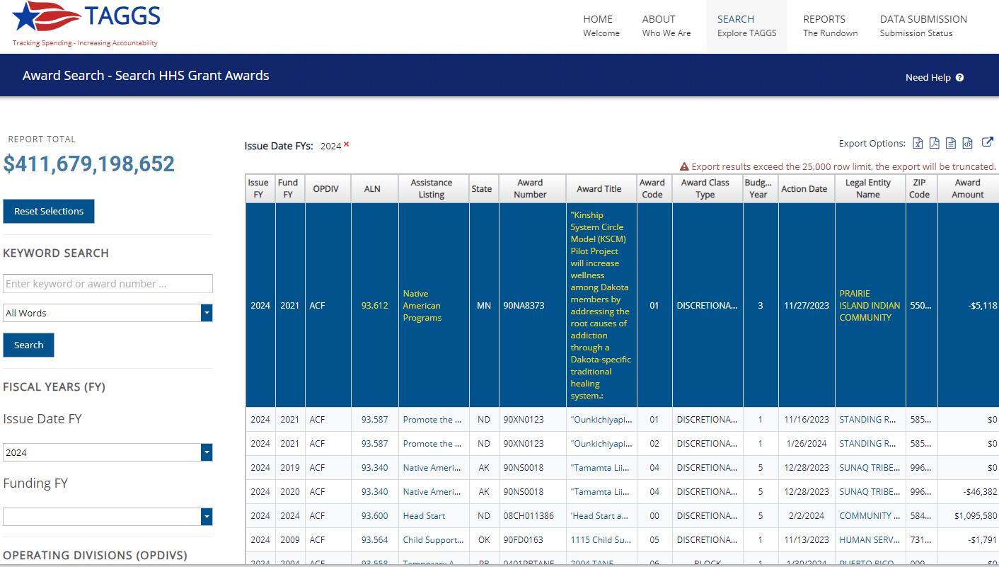 TAGGS
Tracking Spending - Increasing Accountability
HOME
Welcome
ABOUT
Who We Are
SEARCH
Explore TAGGS
REPORTS
The Rundown
DATA SUBMISSION
Submission Status
Award Search - Search HHS Grant Awards
Need Help
REPORT TOTAL
$411,679,198,652
Reset Selections
KEYWORD SEARCH
Enter keyword or award number ...
All Words
Search
FISCAL YEARS (FY)
Issue Date FY
2024
Funding FY
OPERATING DIVISIONS (OPDIVS)
Issue Date FYs: 2024
Export Options:
Export results exceed the 25,000 row limit, the export will be truncated.
Issue FY Fund FY OPDIV ALN Assistance Listing State Award Number Award Title Award Code Award Class Type Budg... Year Action Date Legal Entity Name ZIP Code Award Amount
2024 2021 ACF 93.612 Native American Programs MN 90NA8373 "Kinship System Circle Model (KSCM) Pilot Project will increase wellness among Dakota members by addressing the root causes of addiction through a Dakota-specific traditional healing system.: 01 DISCRETIONA... 3 11/27/2023 PRAIRIE ISLAND INDIAN COMMUNITY 550... -$5,118
2024 2021 ACF 93.587 Promote the ... ND 90XN0123 "Ounkichiyapi... 01 DISCRETIONA... 1 11/16/2023 STANDING R... 585... $0
2024 2021 ACF 93.587 Promote the ... ND 90XN0123 "Ounkichiyapi... 02 DISCRETIONA... 1 1/26/2024 STANDING R... 585... $0
2024 2019 ACF 93.340 Native Ameri... AK 90NS0018 "Tamamta Lii... 04 DISCRETIONA... 5 12/28/2023 SUNAQ TRIBE... 996... $0
2024 2020 ACF 93.340 Native Ameri... AK 90NS0018 "Tamamta Lii... 04 DISCRETIONA... 5 12/28/2023 SUNAQ TRIBE... 996... -$46,382
2024 2024 ACF 93.600 Head Start ND 08CH011386 'Head Start a... 00 DISCRETIONA... 5 2/2/2024 COMMUNITY ... 584... $1,095,580
2024 2009 ACF 93.564 Child Support... OK 90FD0163 1115 Child Su... 05 DISCRETIONA... 1 11/13/2023 HUMAN SERV... 731... -$1,791
2024 2004 ACF 93.558 Temporary A... PR 0401PRTANF 2004 TANF 06 BLOCK 1 1/30/2024 PUERTO RICO 009... $0